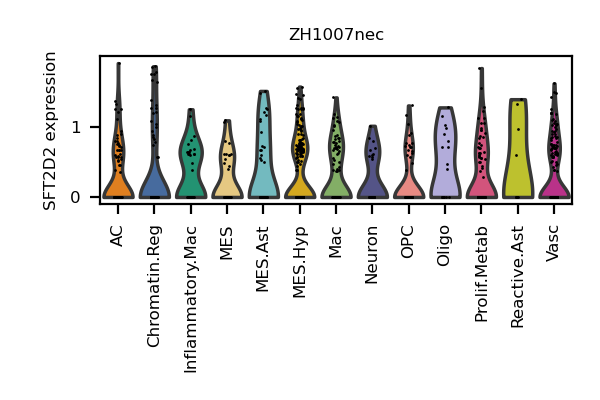 ZH1007nec
SFT2D2 expression
1
0
AC
Chromatin.Reg
Inflammatory.Mac
MES
MES.Ast
MES.Hyp
Mac
Neuron
OPC
Oligo
Prolif.Metab
Reactive.Ast
Vasc